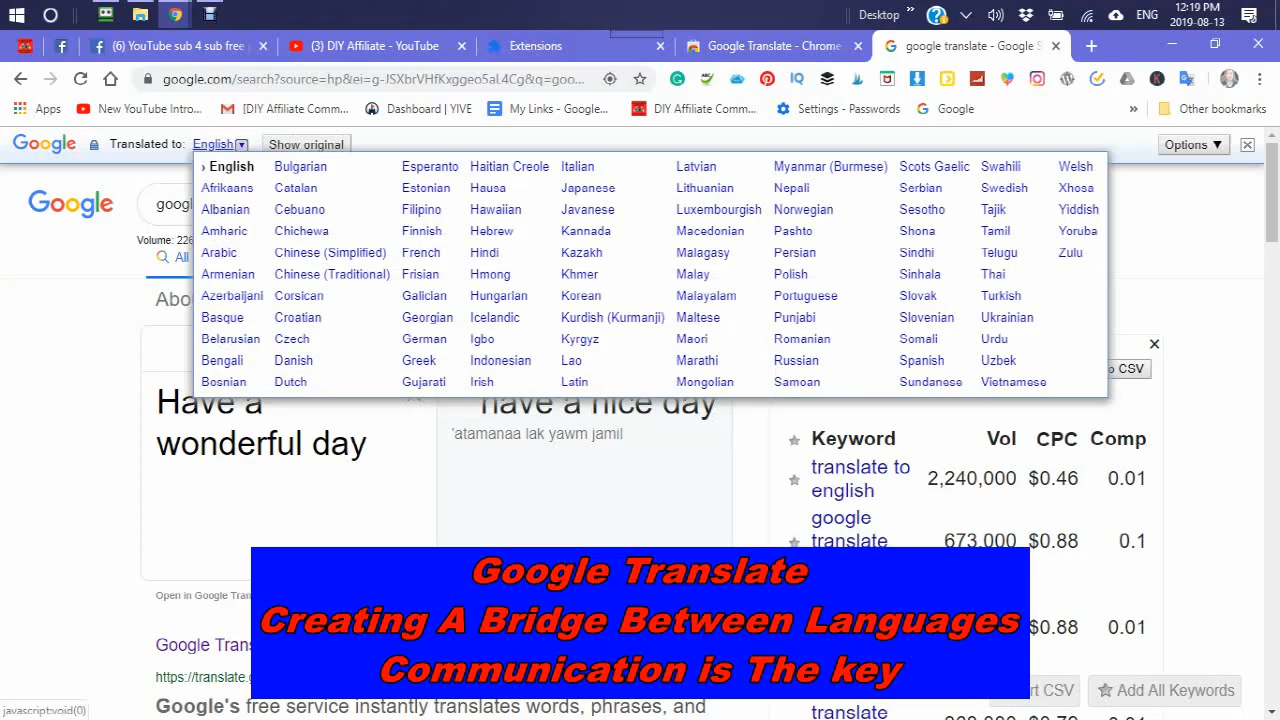 Desktop
ENG
12:19 PM
2019-08-13
(6) YouTube sub 4 sub free
(3) DIY Affiliate - YouTube
Extensions
Google Translate - Chrome
google translate - Google S
google.com/search?source=hp&ei=g-JSXbrVHfKxggeo5aL4Cg&q=goo...
Apps
New YouTube Intro...
[DIY Affiliate Comm...
Dashboard | YIVE
My Links - Google...
DIY Affiliate Comm...
Settings - Passwords
Google
Other bookmarks
Google Translated to: English Show original Options ▼
› English Bulgarian Esperanto Haitian Creole Italian Latvian Myanmar (Burmese) Scots Gaelic Swahili Welsh
Afrikaans Catalan Estonian Hausa Japanese Lithuanian Nepali Serbian Swedish Xhosa
Albanian Cebuano Filipino Hawaiian Javanese Luxembourgish Norwegian Sesotho Tajik Yiddish
Amharic Chichewa Finnish Hebrew Kannada Macedonian Pashto Shona Tamil Yoruba
Arabic Chinese (Simplified) French Hindi Kazakh Malagasy Persian Sindhi Telugu Zulu
Armenian Chinese (Traditional) Frisian Hmong Khmer Malay Polish Sinhala Thai
Azerbaijani Corsican Galician Hungarian Korean Malayalam Portuguese Slovak Turkish
Basque Croatian Georgian Icelandic Kurdish (Kurmanji) Maltese Punjabi Slovenian Ukrainian
Belarusian Czech German Igbo Kyrgyz Maori Romanian Somali Urdu
Bengali Danish Greek Indonesian Lao Marathi Russian Spanish Uzbek
Bosnian Dutch Gujarati Irish Latin Mongolian Samoan Sundanese Vietnamese
Google
googl
Volume: 226
All
Abo
o CSV
Have a
wonderful day
have a nice day
'atamanaa lak yawm jamil
Keyword Vol CPC Comp
translate to
english 2,240,000 $0.46 0.01
google
translate 673,000 $0.88 0.1
$0.88 0.01
Open in Google Tran
Google Translate
Creating A Bridge Between Languages
Communication is The key
Google Trans
https://translate.g
Google's free service instantly translates words, phrases, and
rt CSV
Add All Keywords
translate
javascript:void(0)